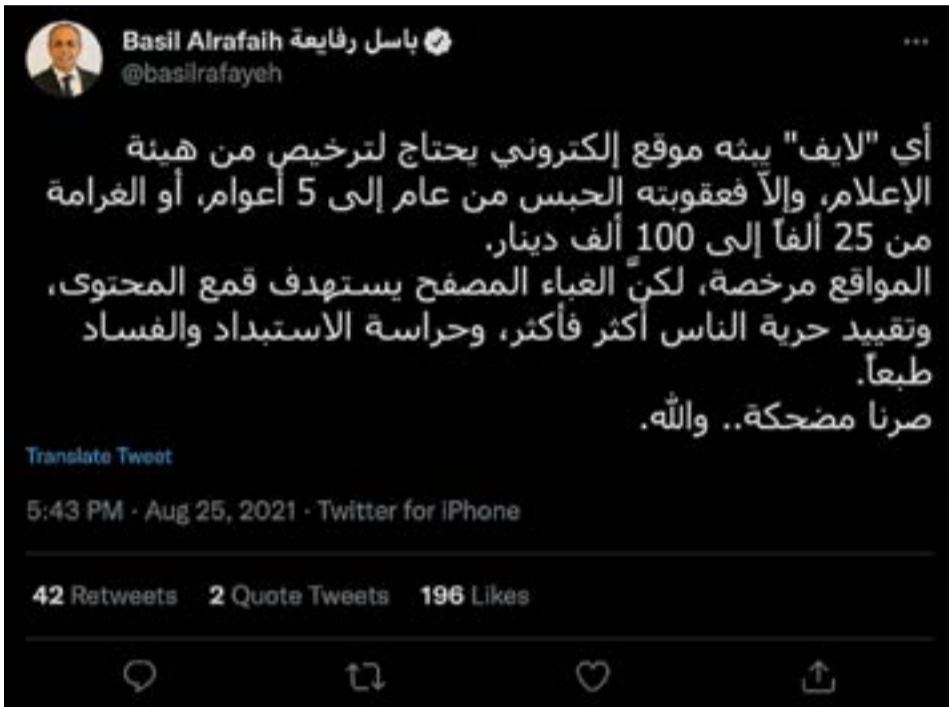 Basil Alrafaih باسل رفايعة
@basilrafayeh
أي "لايف" يبثه موقع إلكتروني يحتاج لترخيص من هيئة
الإعلام، وإلاّ فعقوبته الحبس من عام إلى 5 أعوام، أو الغرامة
من 25 ألفاً إلى 100 ألف دينار.
المواقع مرخصة، لكنَّ الغباء المصفح يستهدف قمع المحتوى،
وتقييد حرية الناس أكثر فأكثر، وحراسة الاستبداد والفساد
طبعاً.
صرنا مضحكة.. والله.
Translate Tweet
5:43 PM · Aug 25, 2021 · Twitter for iPhone
42 Retweets 2 Quote Tweets 196 Likes